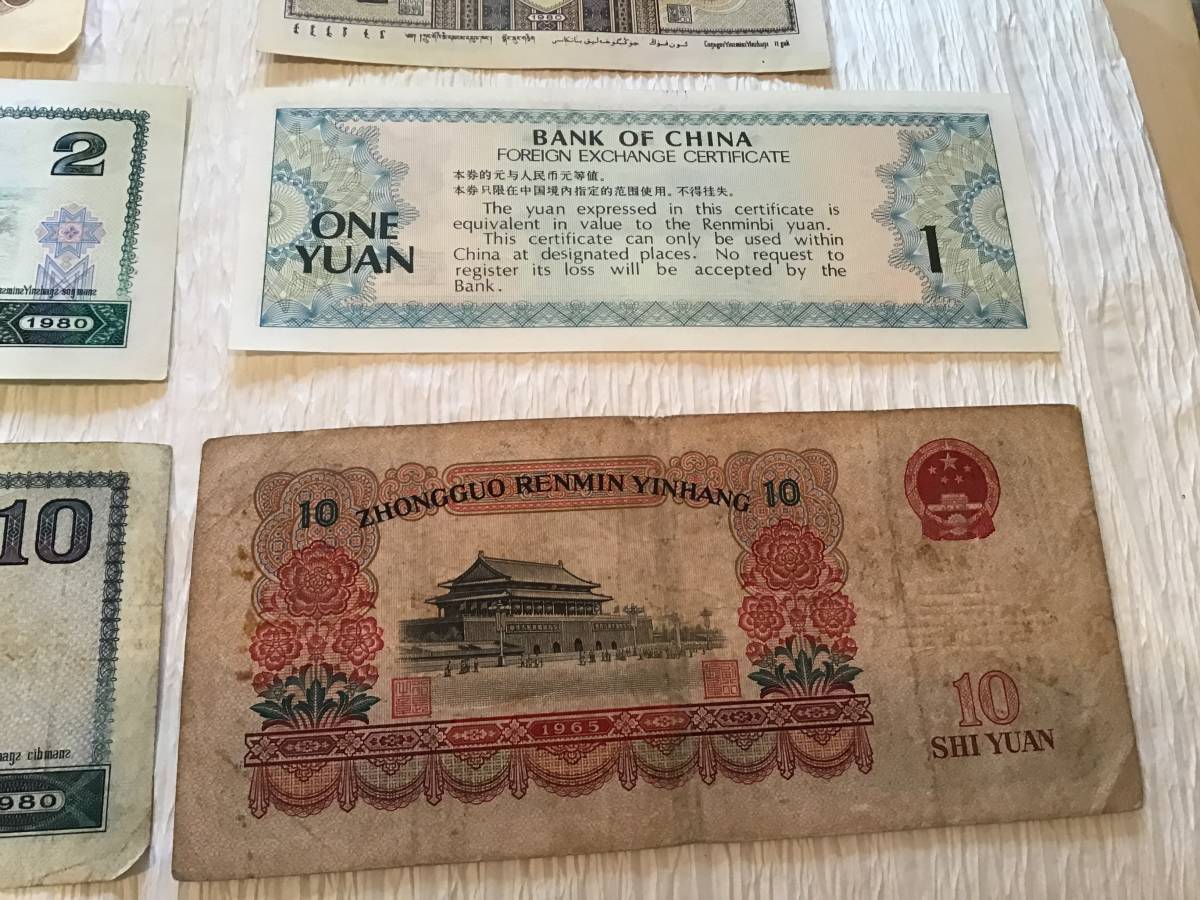 1980
CungguzYinzminzYinzhangz
2
BANK OF CHINA
FOREIGN EXCHANGE CERTIFICATE
本券的元与人民币元等值。
本券只限在中国境内指定的范围使用。不得挂失。
The yuan expressed in this certificate is
equivalent in value to the Renminbi yuan.
This certificate can only be used within
China at designated places. No request to
register its loss will be accepted by the
Bank.
ONE
YUAN
1
1980
10
10
ZHONGGUO RENMIN YINHANG
10
1965
10
SHI YUAN
cibmanz
980